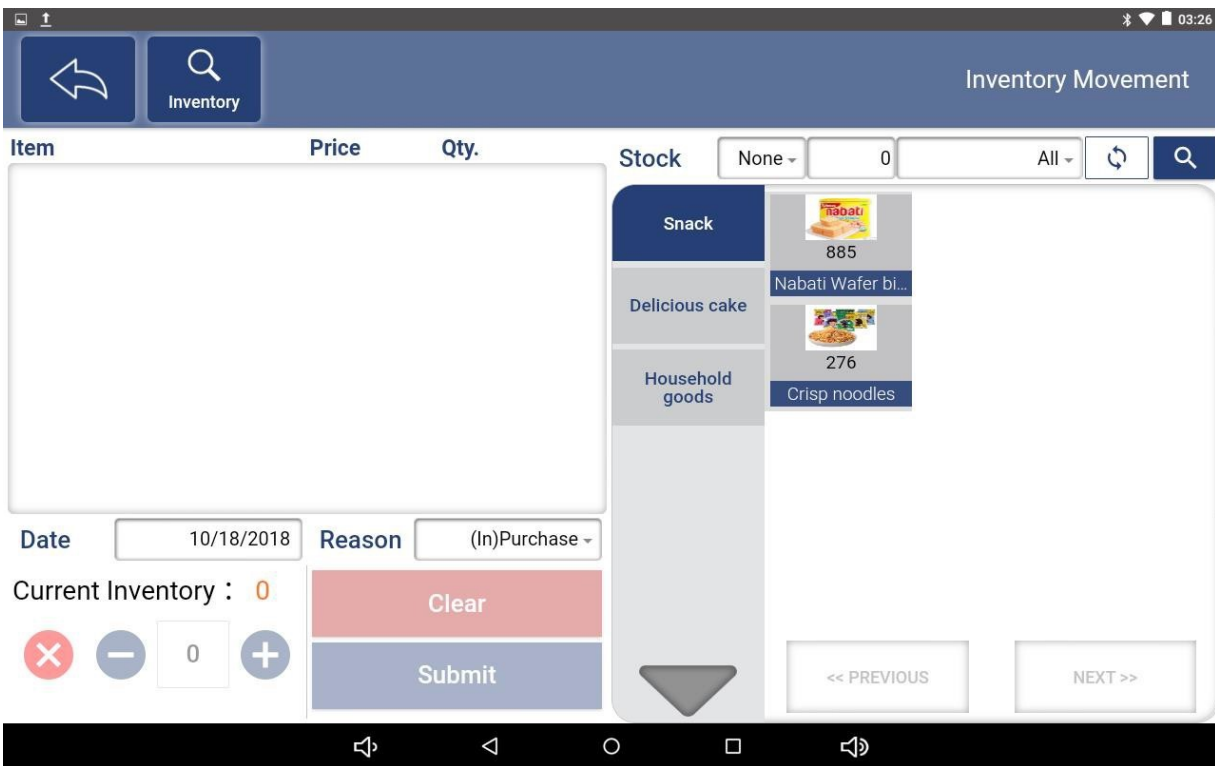 03:26
Inventory
Inventory Movement
Item Price Qty.
Stock None 0 All
Snack
Delicious cake
Household
goods
nabati
885
Nabati Wafer bi...
276
Crisp noodles
Date 10/18/2018 Reason (In)Purchase
Current Inventory : 0
0
Clear
Submit
<< PREVIOUS NEXT >>